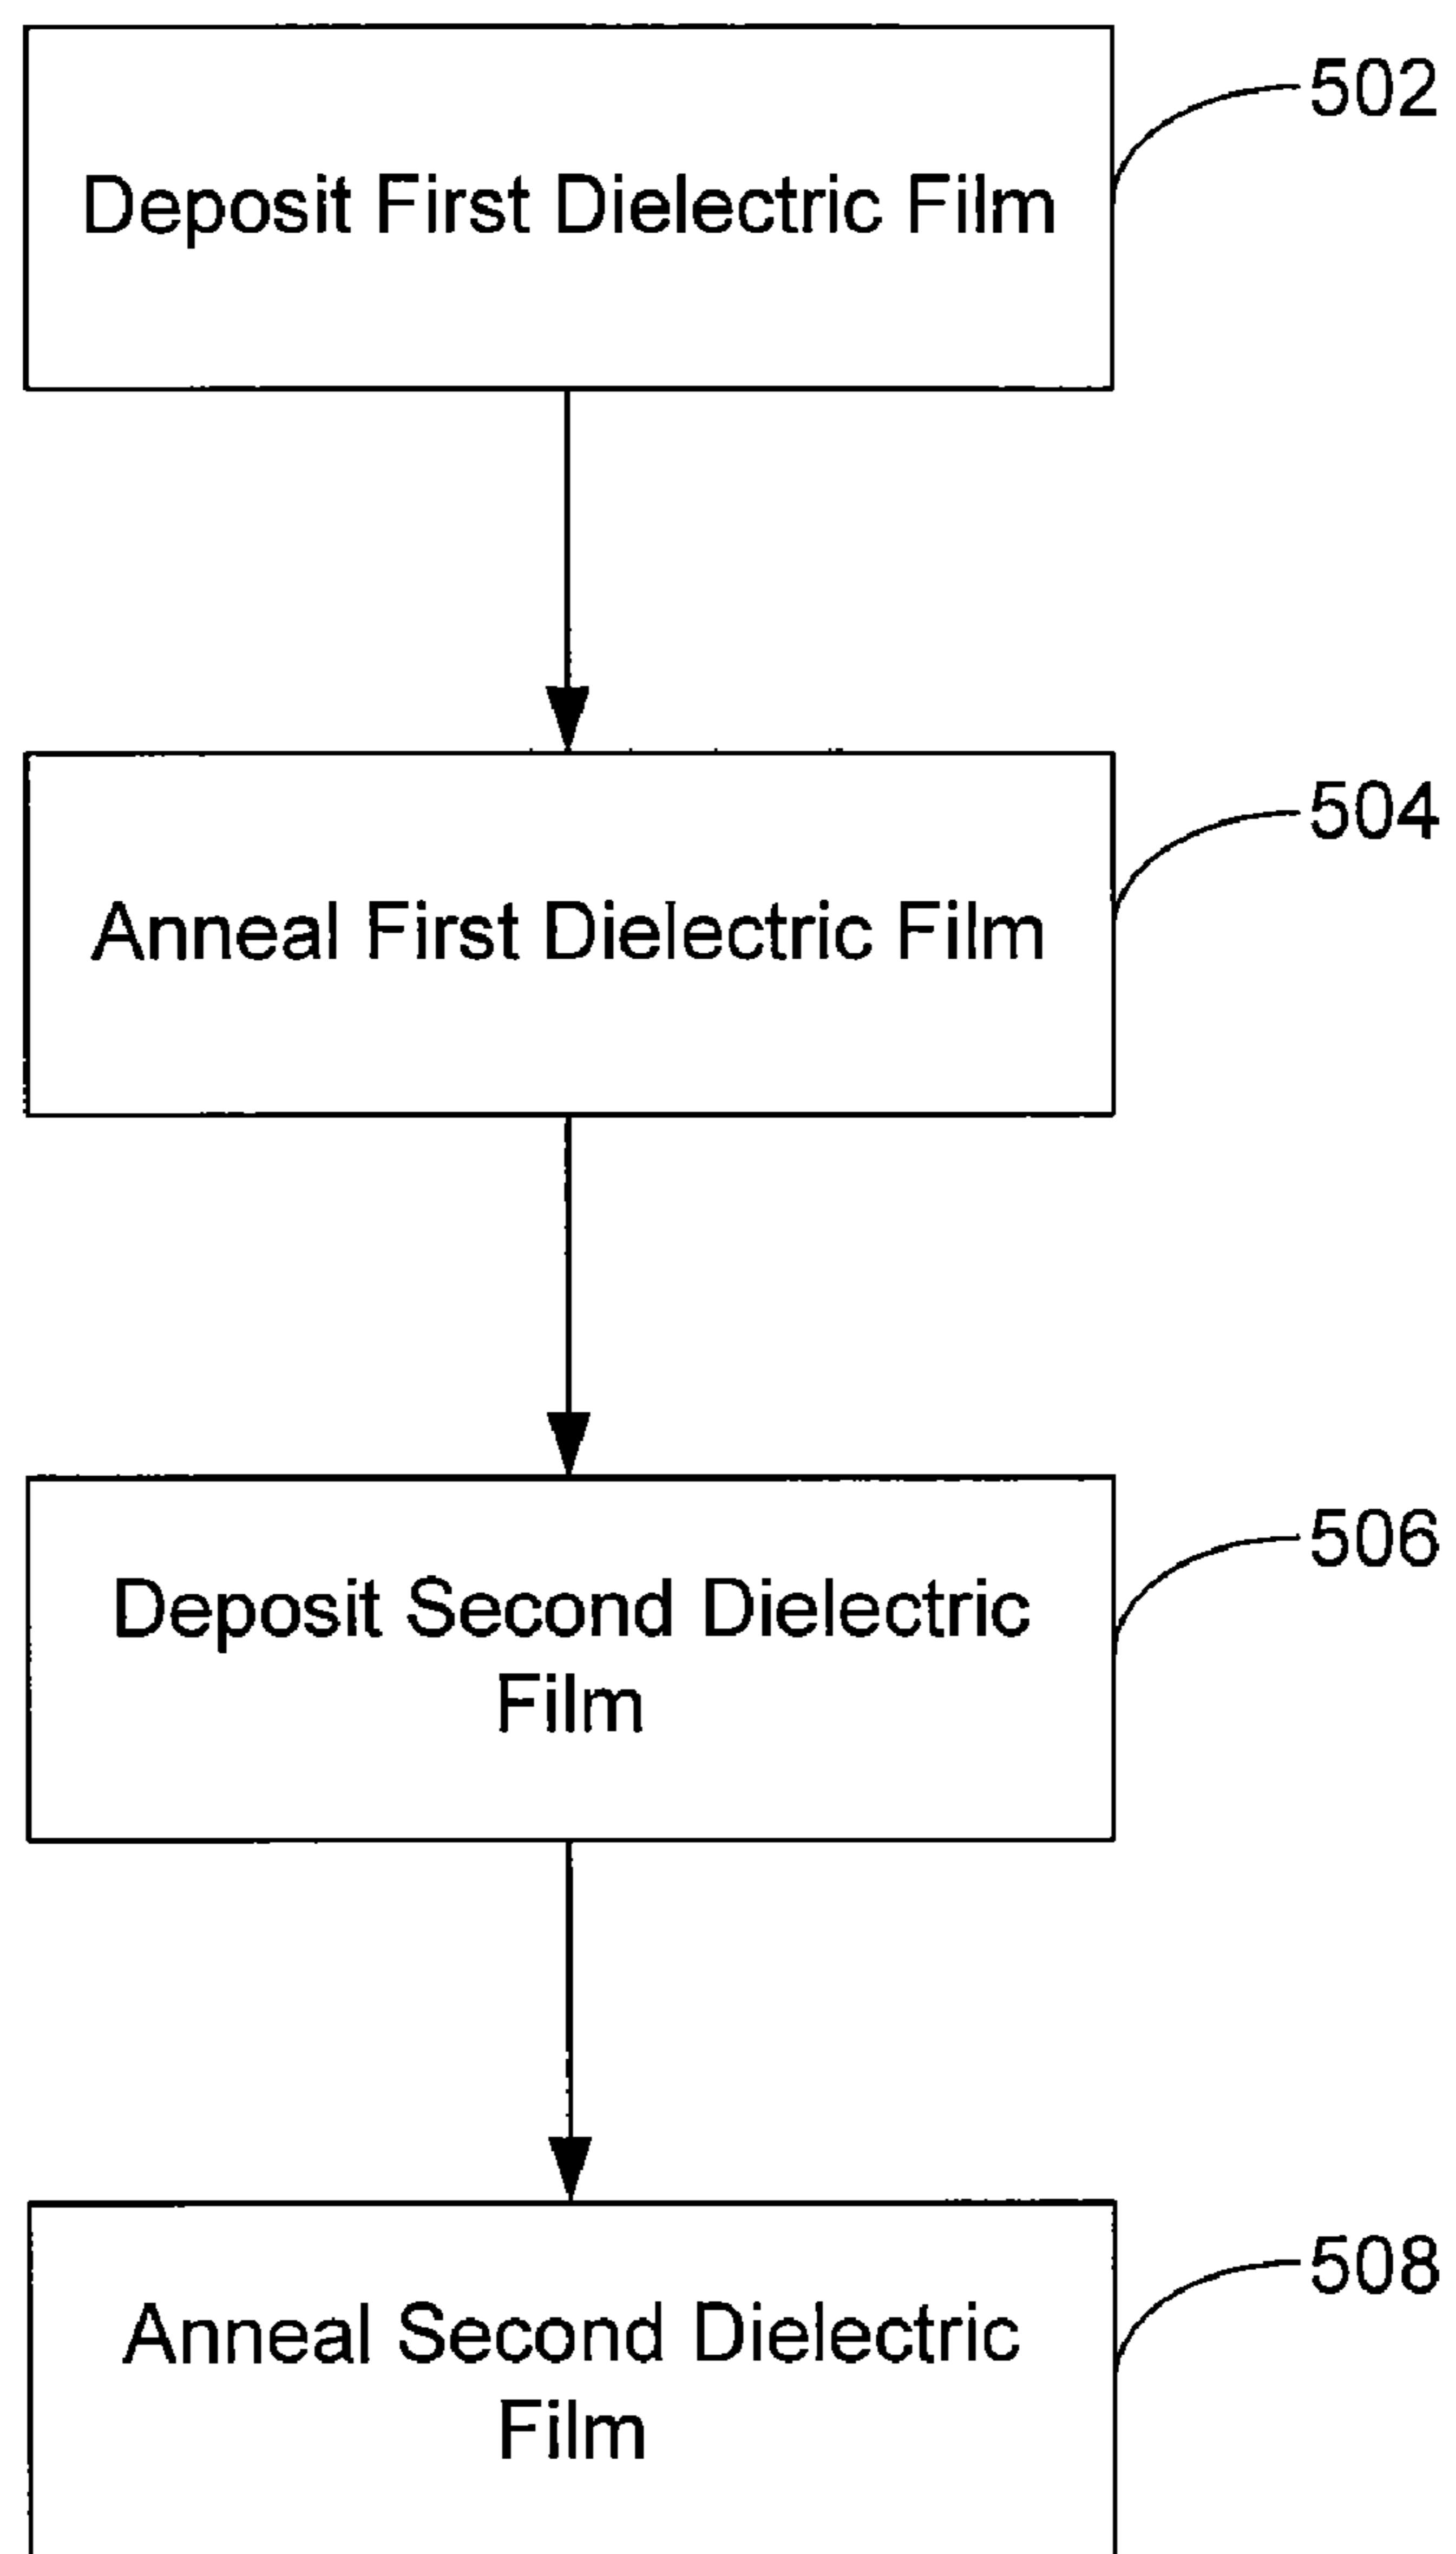 502
Deposit First Dielectric Film
504
Anneal First Dielectric Film
506
Deposit Second Dielectric
Film
508
Anneal Second Dielectric
Film